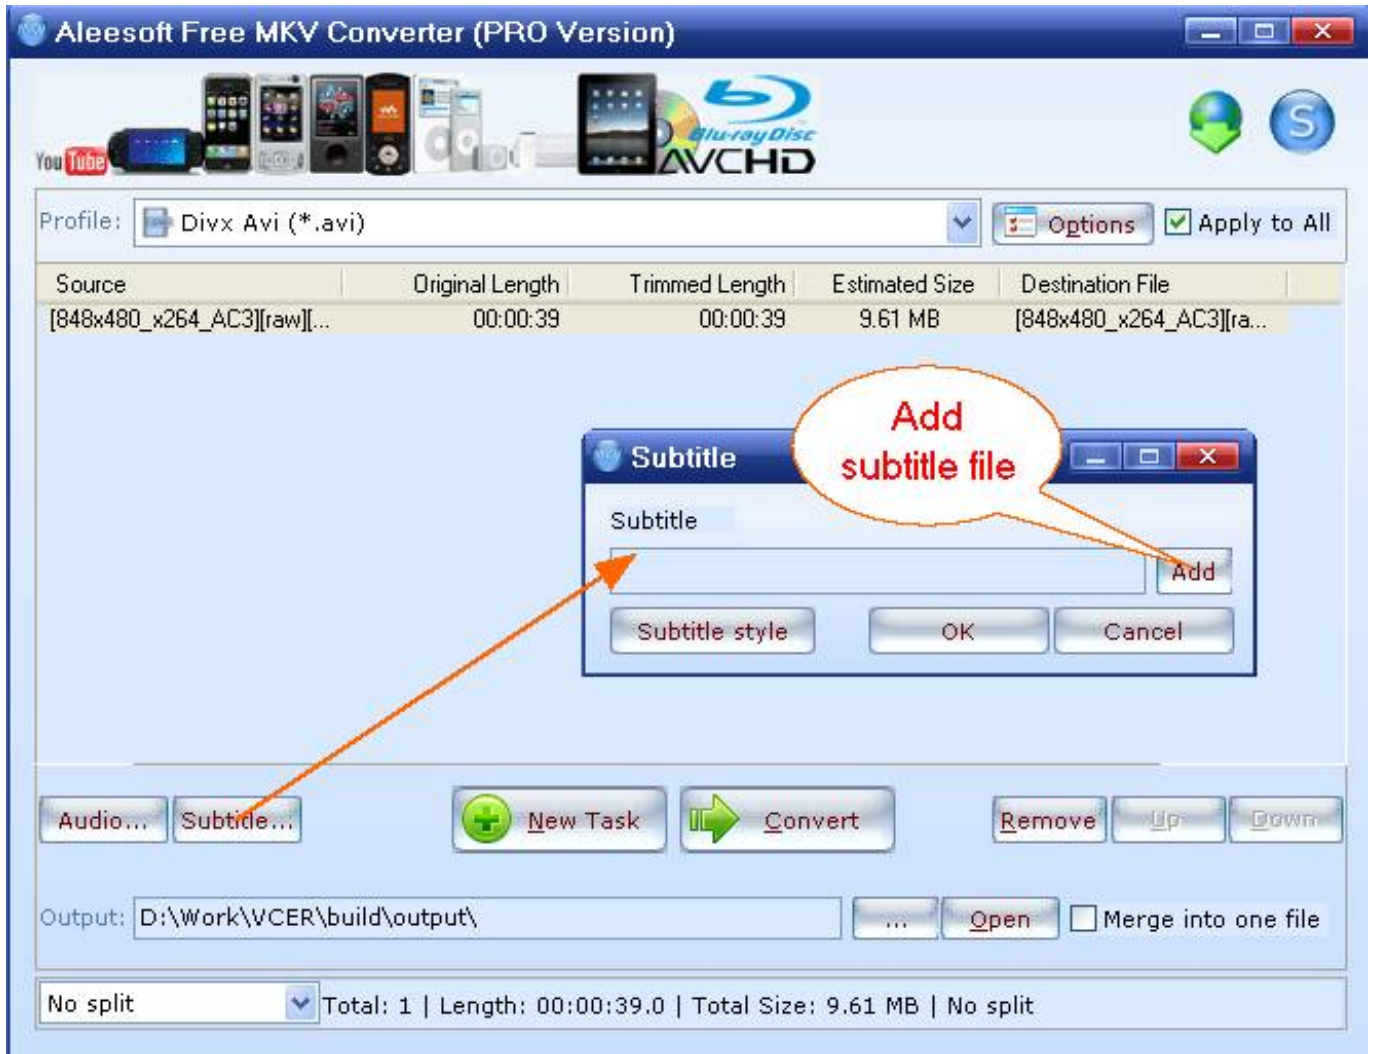 Aleesoft Free MKV Converter (PRO Version)
You Tube
Blu-ray Disc
AVCHD
S
Profile: Divx Avi (*.avi) Options Apply to All
Source Original Length Trimmed Length Estimated Size Destination File
[848x480_x264_AC3][raw][... 00:00:39 00:00:39 9.61 MB [848x480_x264_AC3][ra...
Add
subtitle file
Subtitle
Subtitle
Add
Subtitle style OK Cancel
Audio... Subtitle... New Task Convert Remove Up Down
Output: D:\Work\VCER\build\output\ ... Open Merge into one file
No split Total: 1 | Length: 00:00:39.0 | Total Size: 9.61 MB | No split